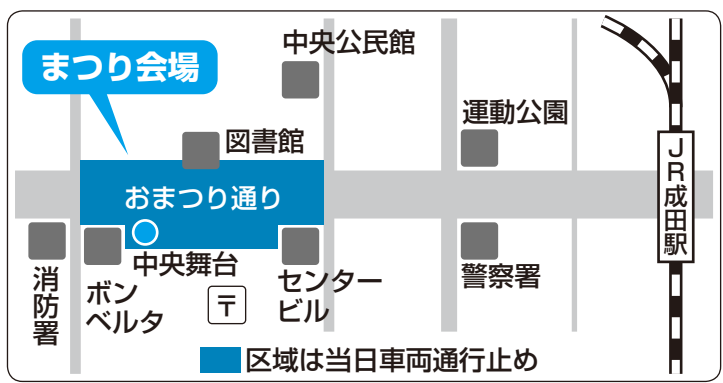 中央公民館
まつり会場
図書館
運動公園
おまつり通り
JR成田駅
消防署
ボン
ベルタ
中央舞台
〒
センター
ビル
警察署
区域は当日車両通行止め